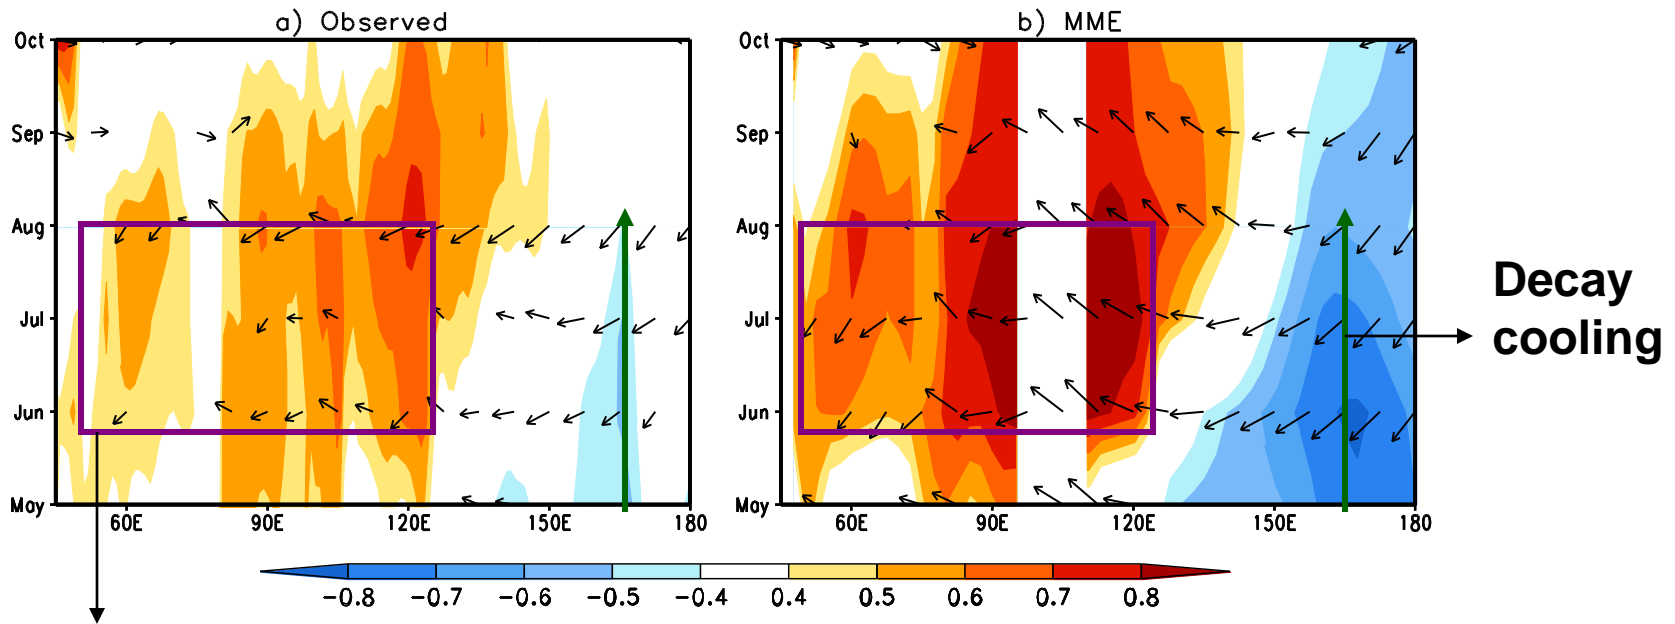 a) Observed
b) MME
Oct
Sep
Aug
Jul
Jun
May
60E 90E 120E 150E 180
Oct
Sep
Aug
Jul
Jun
May
60E 90E 120E 150E 180
Decay
cooling
-0.8 -0.7 -0.6 -0.5 -0.4 0.4 0.5 0.6 0.7 0.8